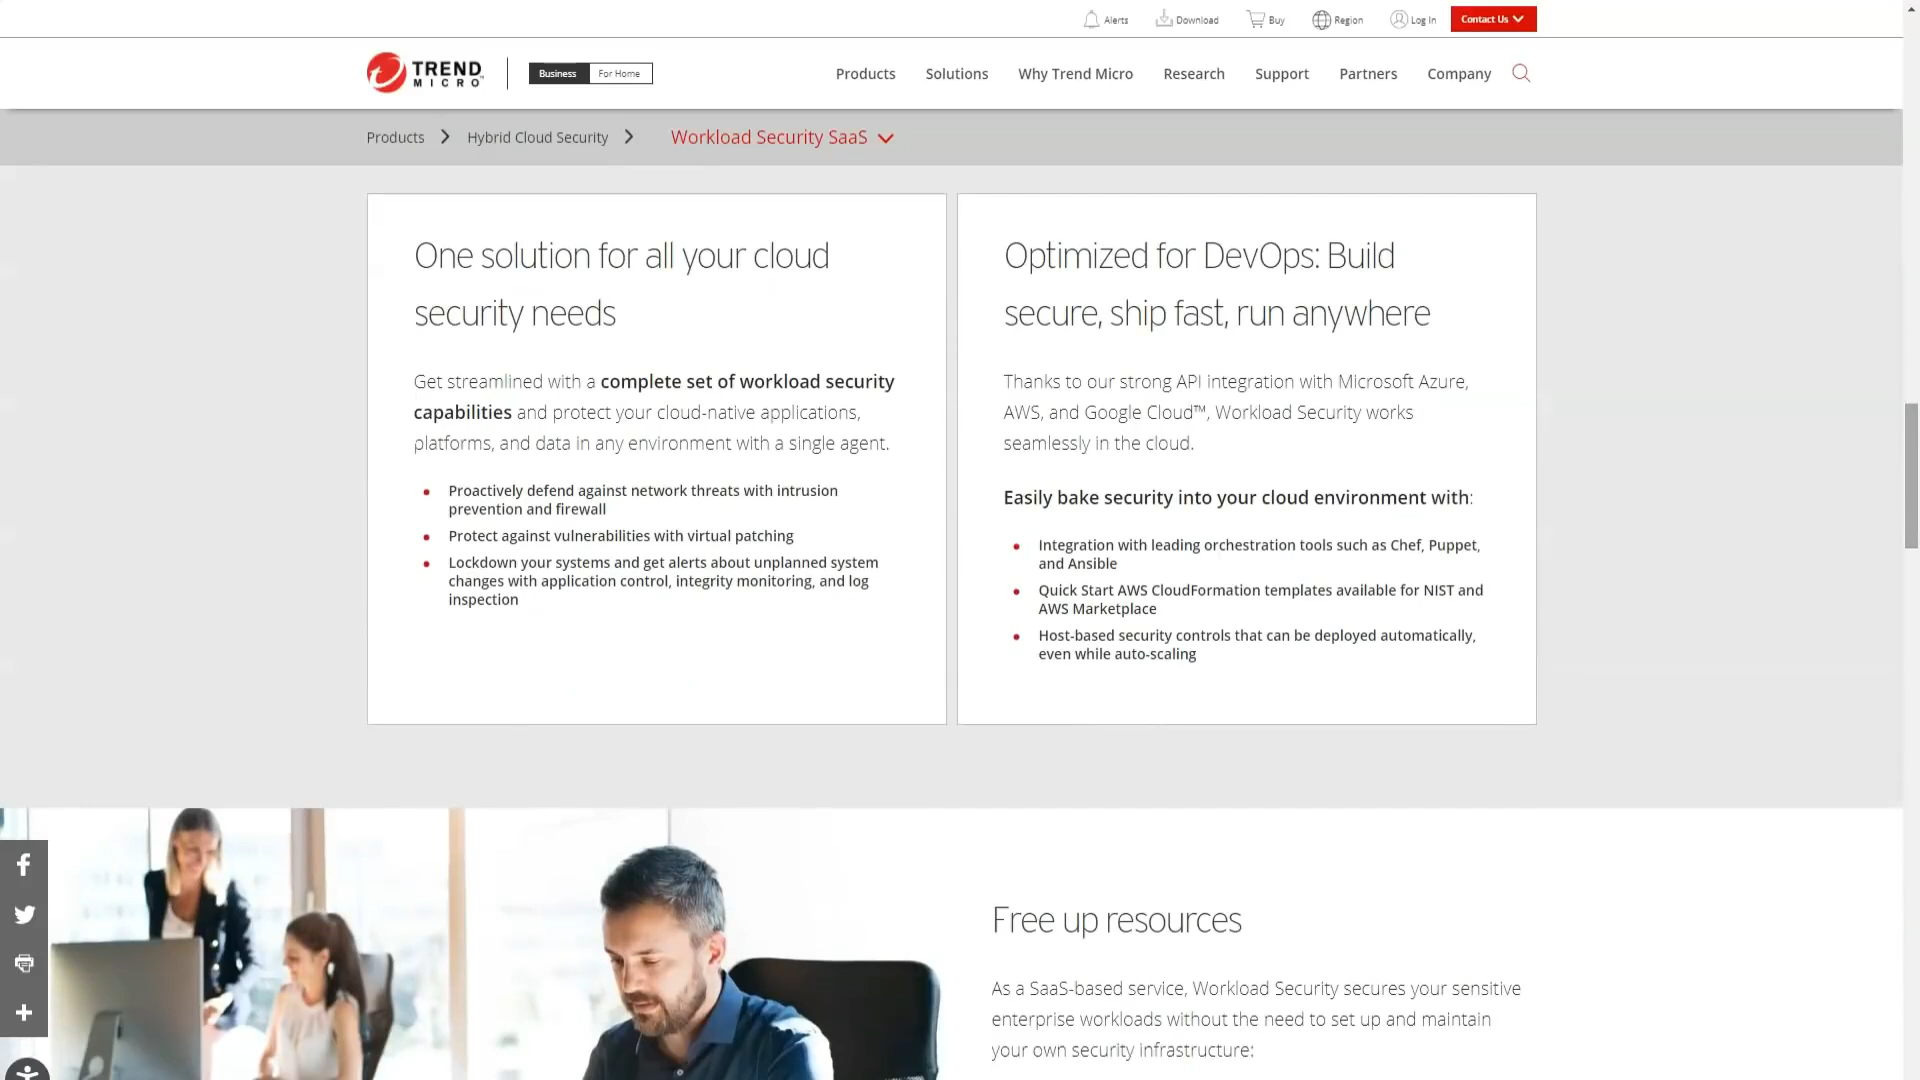 Alerts Download Buy Region Log In Contact Us
TREND
MICRO
Business For Home
Products Solutions Why Trend Micro Research Support Partners Company
Products Hybrid Cloud Security Workload Security SaaS
One solution for all your cloud
security needs
Get streamlined with a complete set of workload security
capabilities and protect your cloud-native applications,
platforms, and data in any environment with a single agent.
Proactively defend against network threats with intrusion
prevention and firewall
Protect against vulnerabilities with virtual patching
Lockdown your systems and get alerts about unplanned system
changes with application control, integrity monitoring, and log
inspection
Optimized for DevOps: Build
secure, ship fast, run anywhere
Thanks to our strong API integration with Microsoft Azure,
AWS, and Google Cloud™, Workload Security works
seamlessly in the cloud.
Easily bake security into your cloud environment with:
Integration with leading orchestration tools such as Chef, Puppet,
and Ansible
Quick Start AWS CloudFormation templates available for NIST and
AWS Marketplace
Host-based security controls that can be deployed automatically,
even while auto-scaling
Free up resources
As a SaaS-based service, Workload Security secures your sensitive
enterprise workloads without the need to set up and maintain
your own security infrastructure: